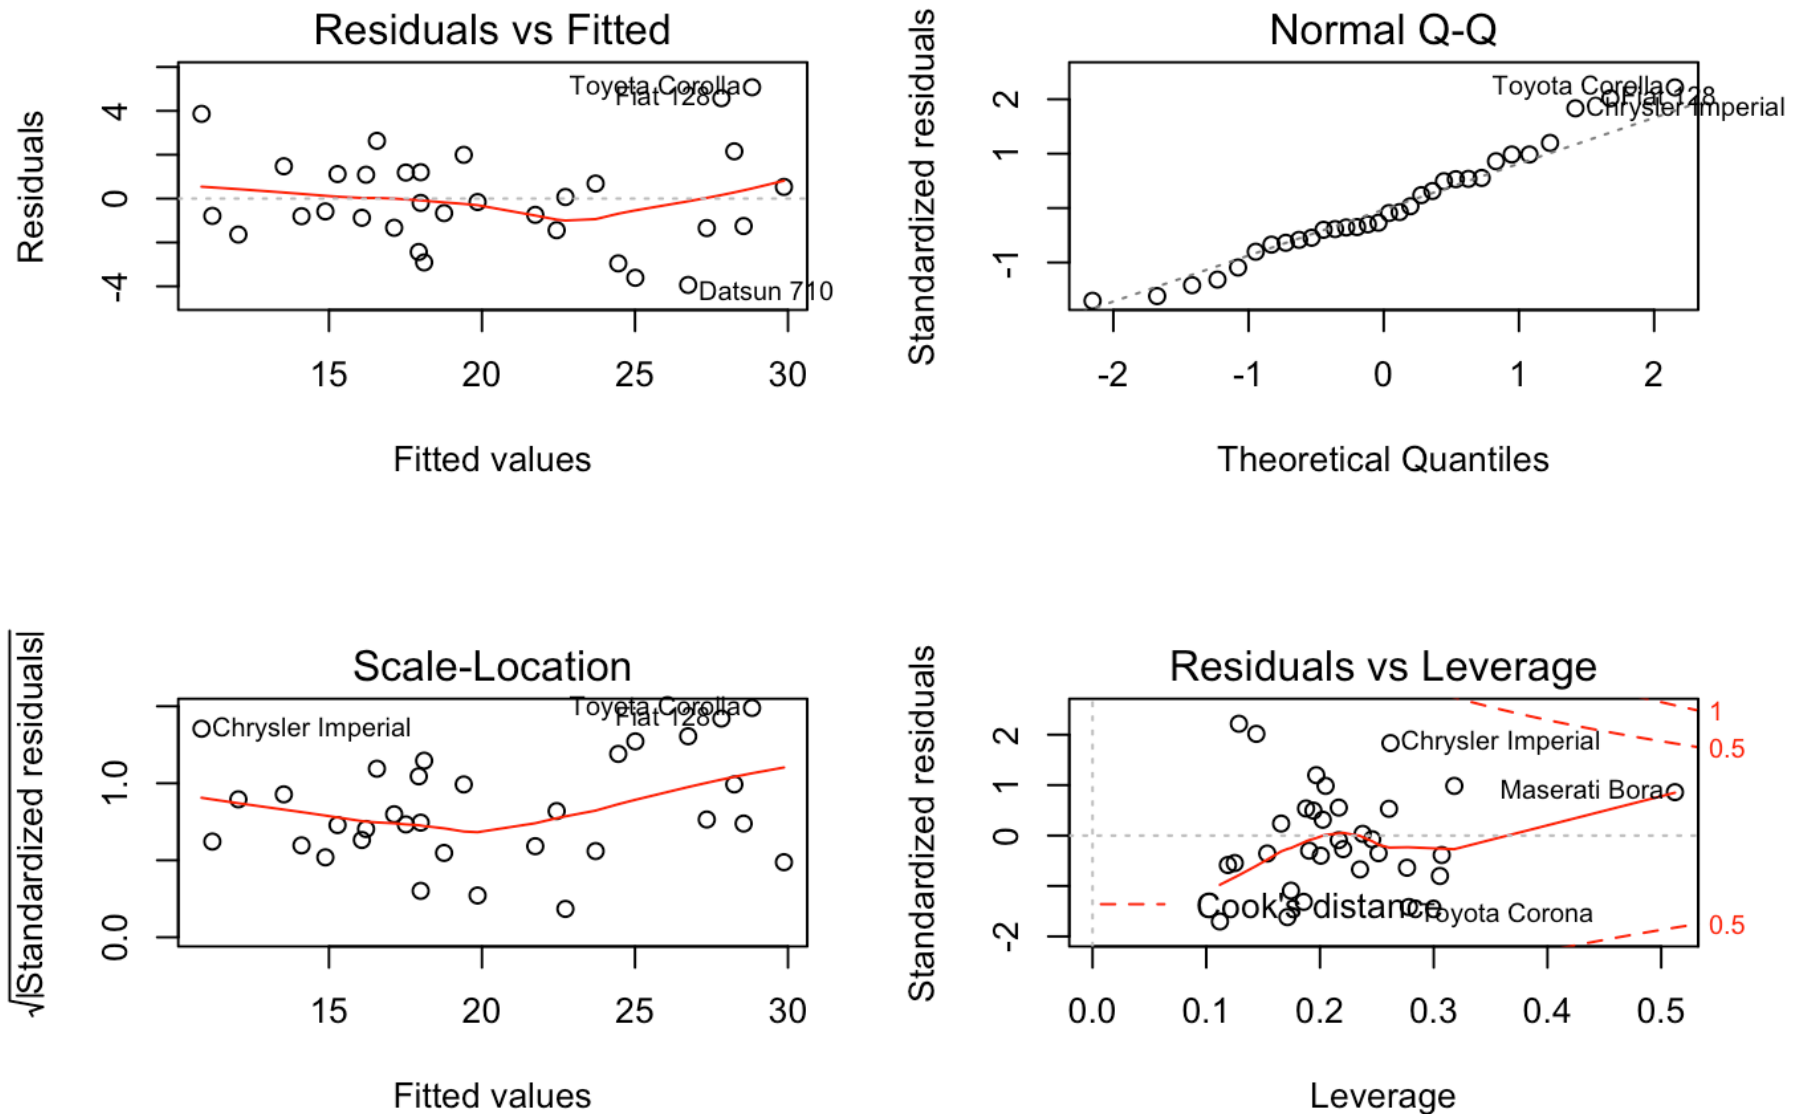 Residuals vs Fitted
Residuals
4
0
-4
Toyota Corolla
Fiat 128
Datsun 710
15 20 25 30
Fitted values
Normal Q-Q
Standardized residuals
2
1
-1
Toyota Corolla
Fiat 128
Chrysler Imperial
-2 -1 0 1 2
Theoretical Quantiles
Scale-Location
√|Standardized residuals|
1.0
0.0
Chrysler Imperial
Toyota Corolla
Fiat 128
15 20 25 30
Fitted values
Residuals vs Leverage
Standardized residuals
2
1
0
-2
Chrysler Imperial
Maserati Bora
Cook's distance
Toyota Corona
1
0.5
0.5
0.0 0.1 0.2 0.3 0.4 0.5
Leverage